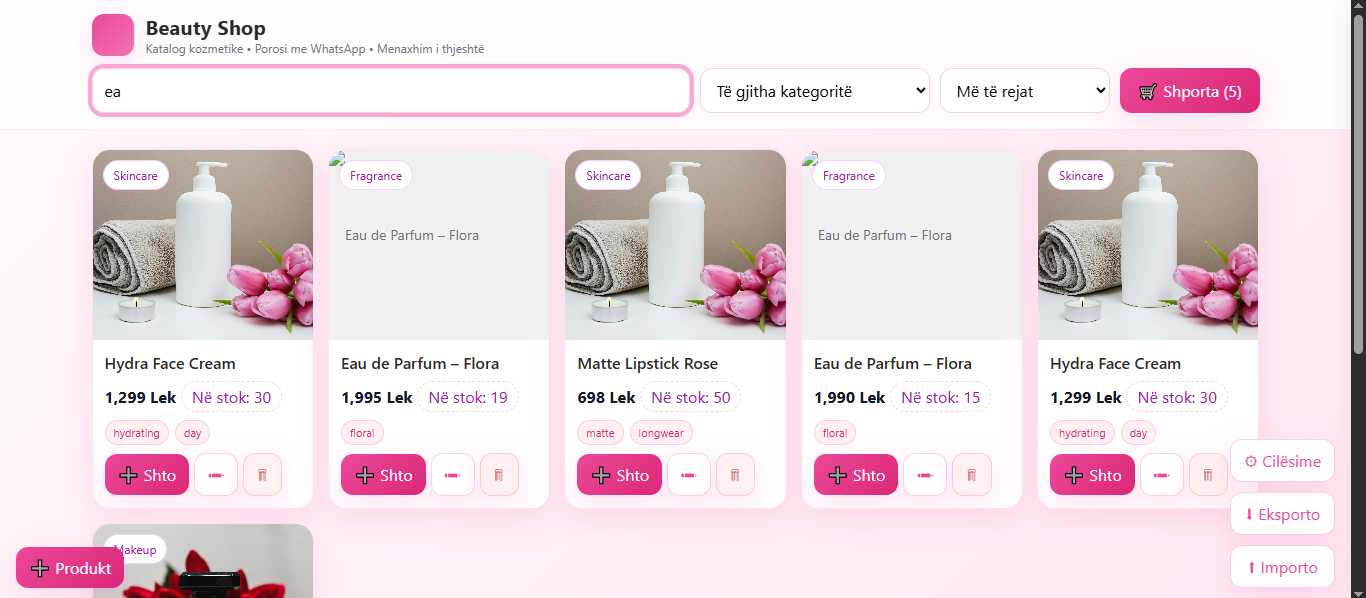 Beauty Shop
Katalog kozmetike • Porosi me WhatsApp • Menaxhim i thjeshtë
ea
Të gjitha kategoritë
Më të rejat
Shporta (5)
Skincare
Hydra Face Cream
1,299 Lek
Në stok: 30
hydrating
day
Shto
Fragrance
Eau de Parfum – Flora
Eau de Parfum – Flora
1,995 Lek
Në stok: 19
floral
Shto
Skincare
Matte Lipstick Rose
698 Lek
Në stok: 50
matte
longwear
Shto
Fragrance
Eau de Parfum – Flora
Eau de Parfum – Flora
1,990 Lek
Në stok: 15
floral
Shto
Skincare
Hydra Face Cream
1,299 Lek
Në stok: 30
hydrating
day
Shto
Makeup
Produkt
Cilësime
Eksporto
Importo